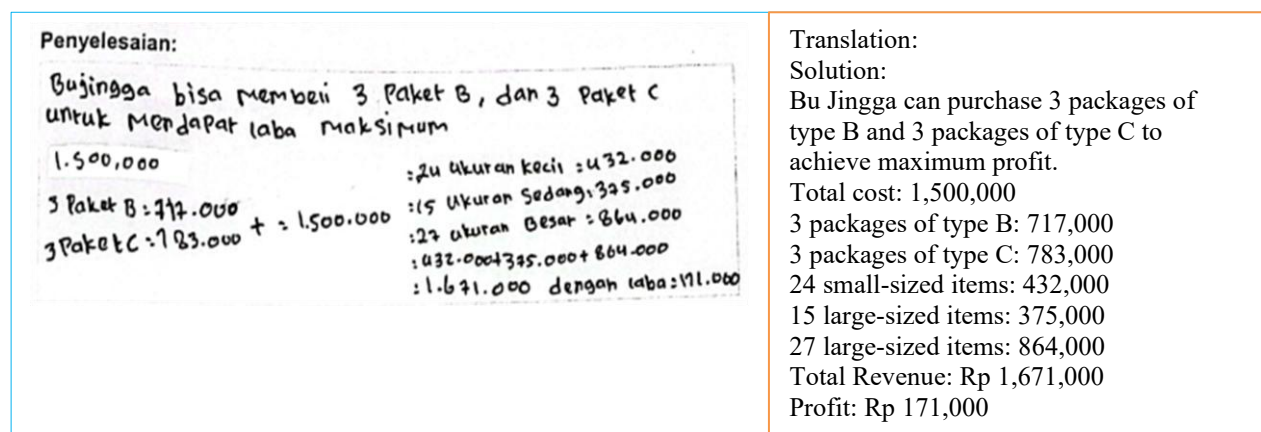 Penyelesaian:
Bujingga bisa membeli 3 Paket B, dan 3 Paket C
untuk Mendapat laba maksimum
1.500,000
3 Paket B : 717.000
3 Paket C : 783.000 + = 1.500.000
: 24 ukuran kecil : 432.000
: 15 ukuran Sedang : 375.000
: 27 ukuran Besar : 864.000
: 432.000+375.000+ 864.000
: 1.671.000 dengan laba : 171.000
Translation:
Solution:
Bu Jingga can purchase 3 packages of
type B and 3 packages of type C to
achieve maximum profit.
Total cost: 1,500,000
3 packages of type B: 717,000
3 packages of type C: 783,000
24 small-sized items: 432,000
15 large-sized items: 375,000
27 large-sized items: 864,000
Total Revenue: Rp 1,671,000
Profit: Rp 171,000